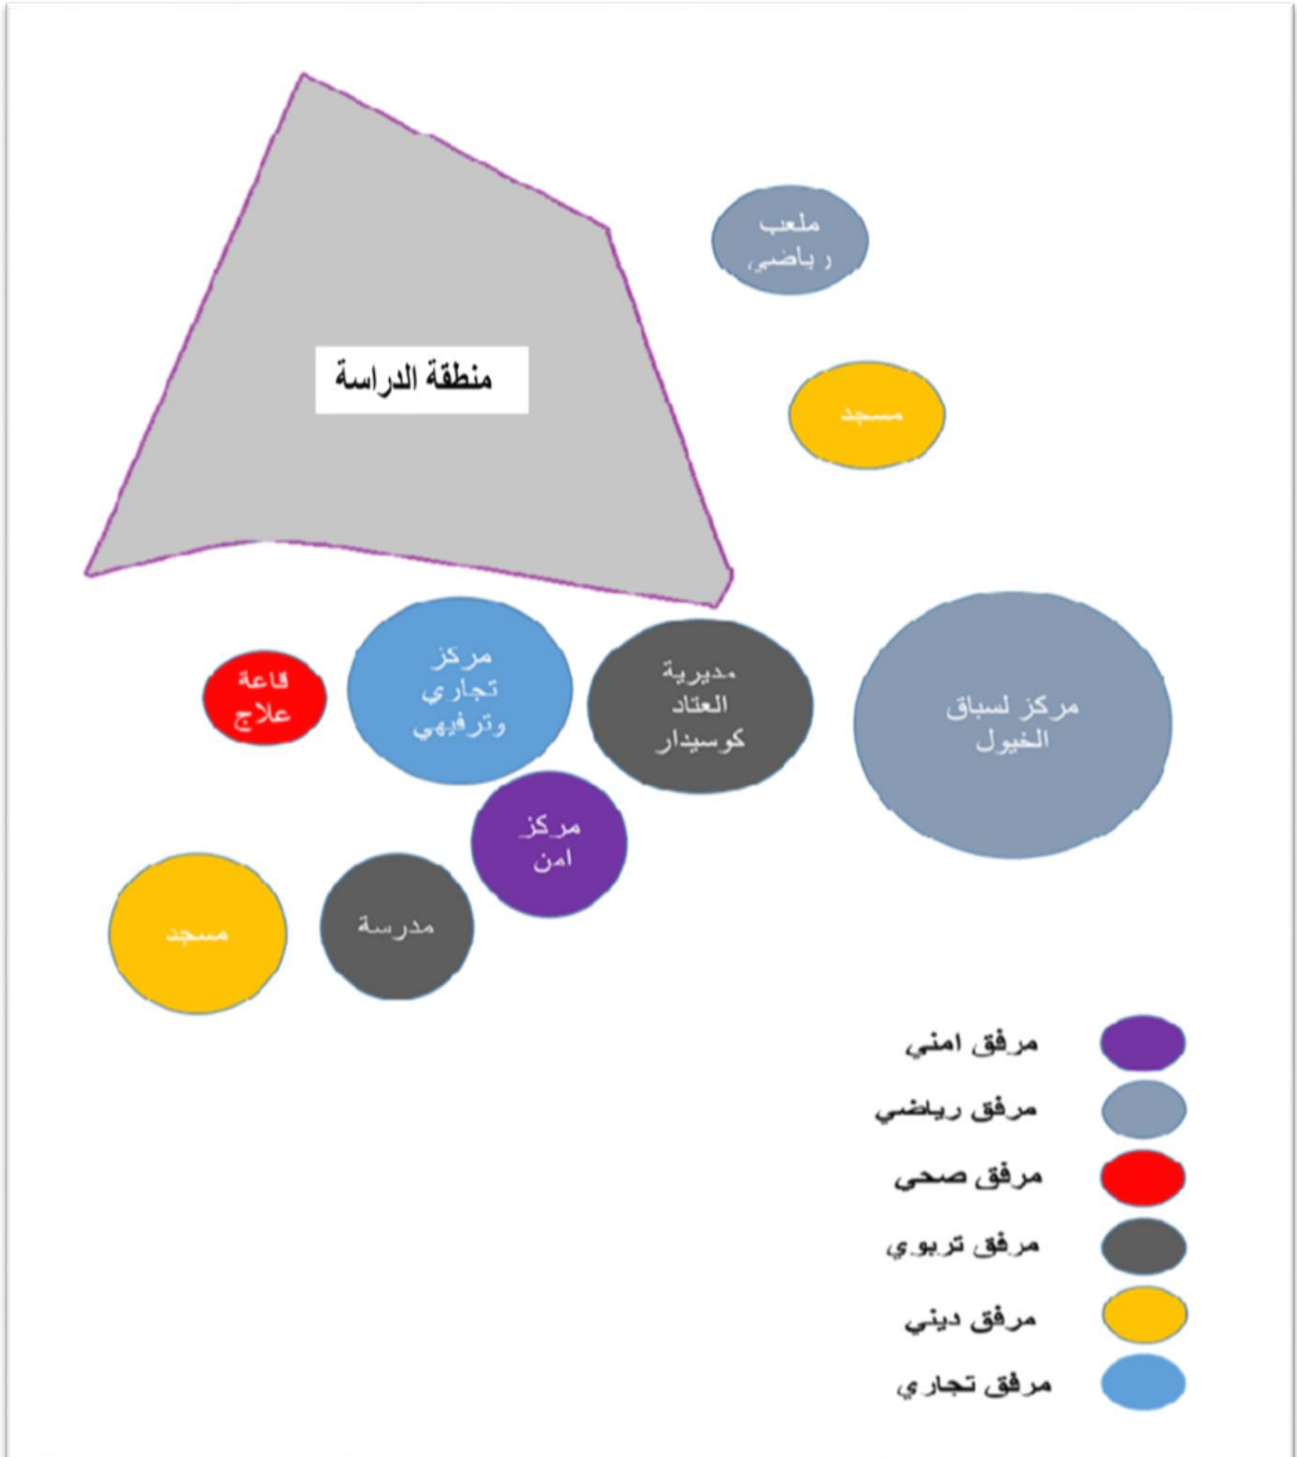 ملعب
رياضي
منطقة الدراسة
مسجد
قاعة
علاج
مركز
تجاري
وترفيهي
مديرية
العتاد
كوسيدار
مركز لسباق
الخيول
مركز
امن
مسجد
مدرسة
مرفق امني
مرفق رياضي
مرفق صحي
مرفق تربوي
مرفق ديني
مرفق تجاري